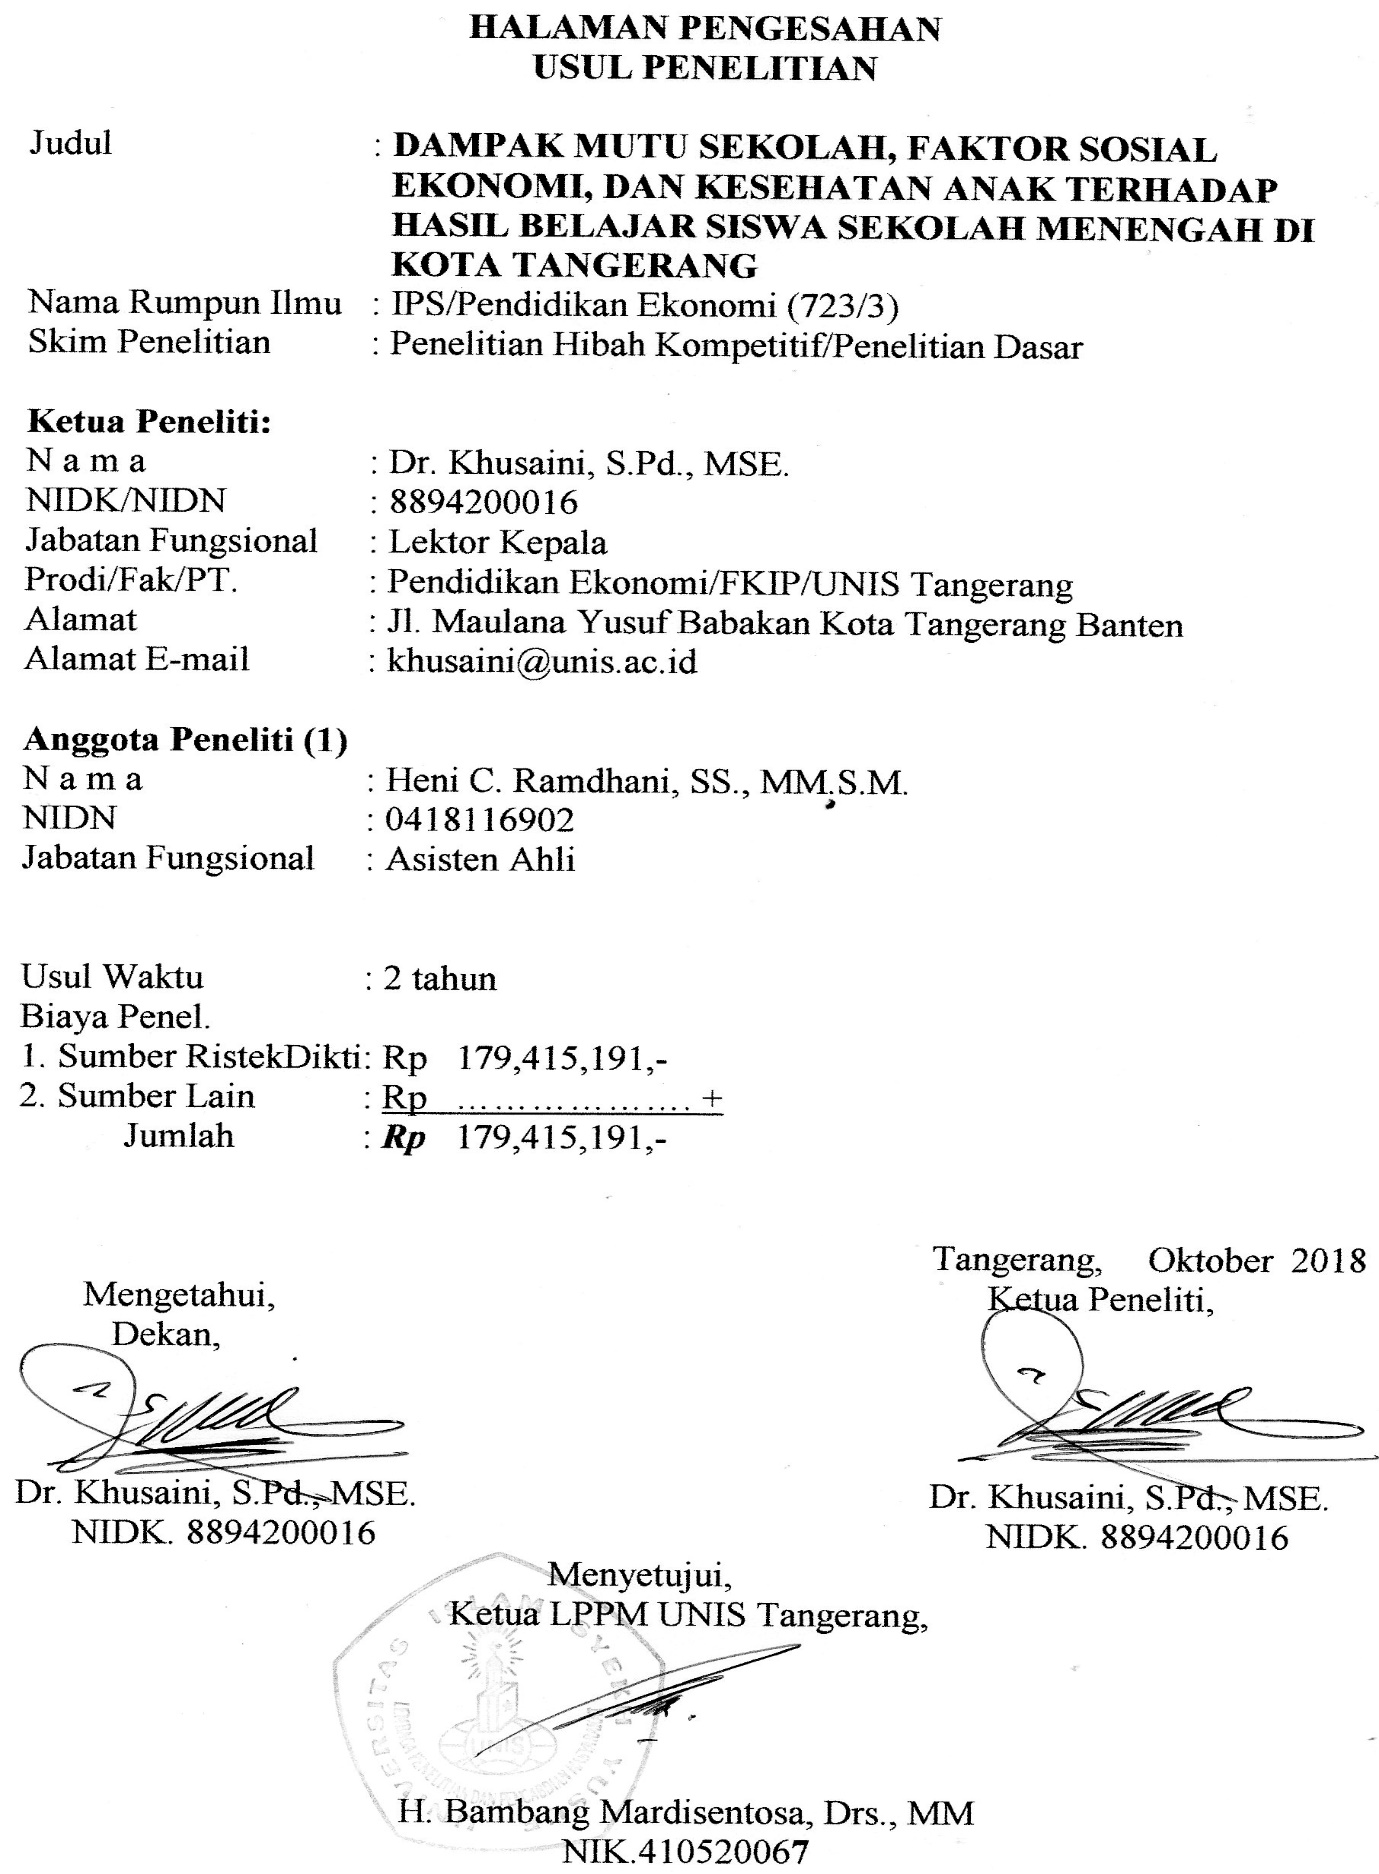 HALAMAN PENGESAHAN
USUL PENELITIAN
Judul : DAMPAK MUTU SEKOLAH, FAKTOR SOSIAL
EKONOMI, DAN KESEHATAN ANAK TERHADAP
HASIL BELAJAR SISWA SEKOLAH MENENGAH DI
KOTA TANGERANG
Nama Rumpun Ilmu : IPS/Pendidikan Ekonomi (723/3)
Skim Penelitian : Penelitian Hibah Kompetitif/Penelitian Dasar
Ketua Peneliti:
N a m a : Dr. Khusaini, S.Pd., MSE.
NIDK/NIDN : 8894200016
Jabatan Fungsional : Lektor Kepala
Prodi/Fak/PT. : Pendidikan Ekonomi/FKIP/UNIS Tangerang
Alamat : Jl. Maulana Yusuf Babakan Kota Tangerang Banten
Alamat E-mail : khusaini@unis.ac.id
Anggota Peneliti (1)
N a m a : Heni C. Ramdhani, SS., MM.S.M.
NIDN : 0418116902
Jabatan Fungsional : Asisten Ahli
Usul Waktu : 2 tahun
Biaya Penel.
1. Sumber RistekDikti: Rp 179,415,191,-
2. Sumber Lain : Rp ………………… +
Jumlah : Rp 179,415,191,-
Tangerang, Oktober 2018
Mengetahui, Ketua Peneliti,
Dekan,
Dr. Khusaini, S.Pd., MSE. Dr. Khusaini, S.Pd., MSE.
NIDK. 8894200016 NIDK. 8894200016
Menyetujui,
Ketua LPPM UNIS Tangerang,
UNIVERSITAS ISLAM SYEKH YUSUF
UNIS
H. Bambang Mardisentosa, Drs., MM
NIK.410520067